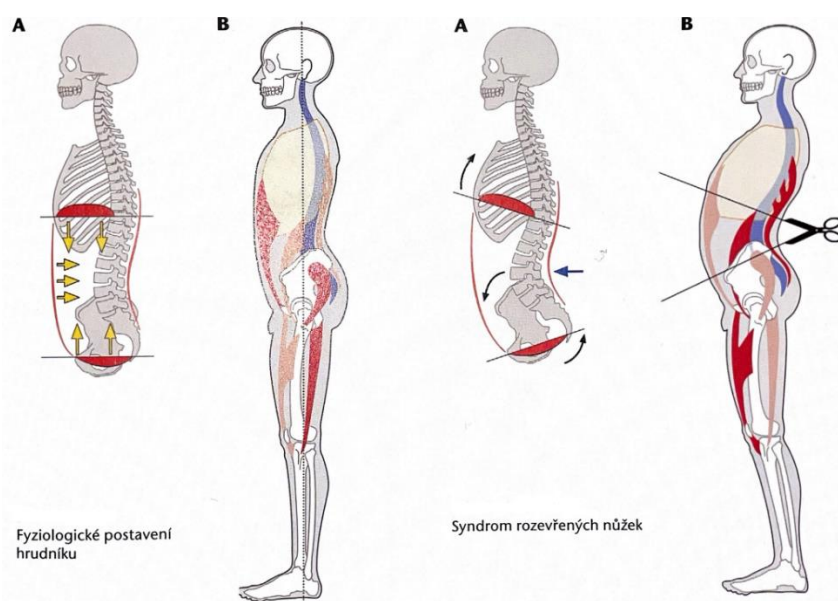 A
B
A
B
Fyziologické postavení
hrudníku
Syndrom rozevřených nůžek